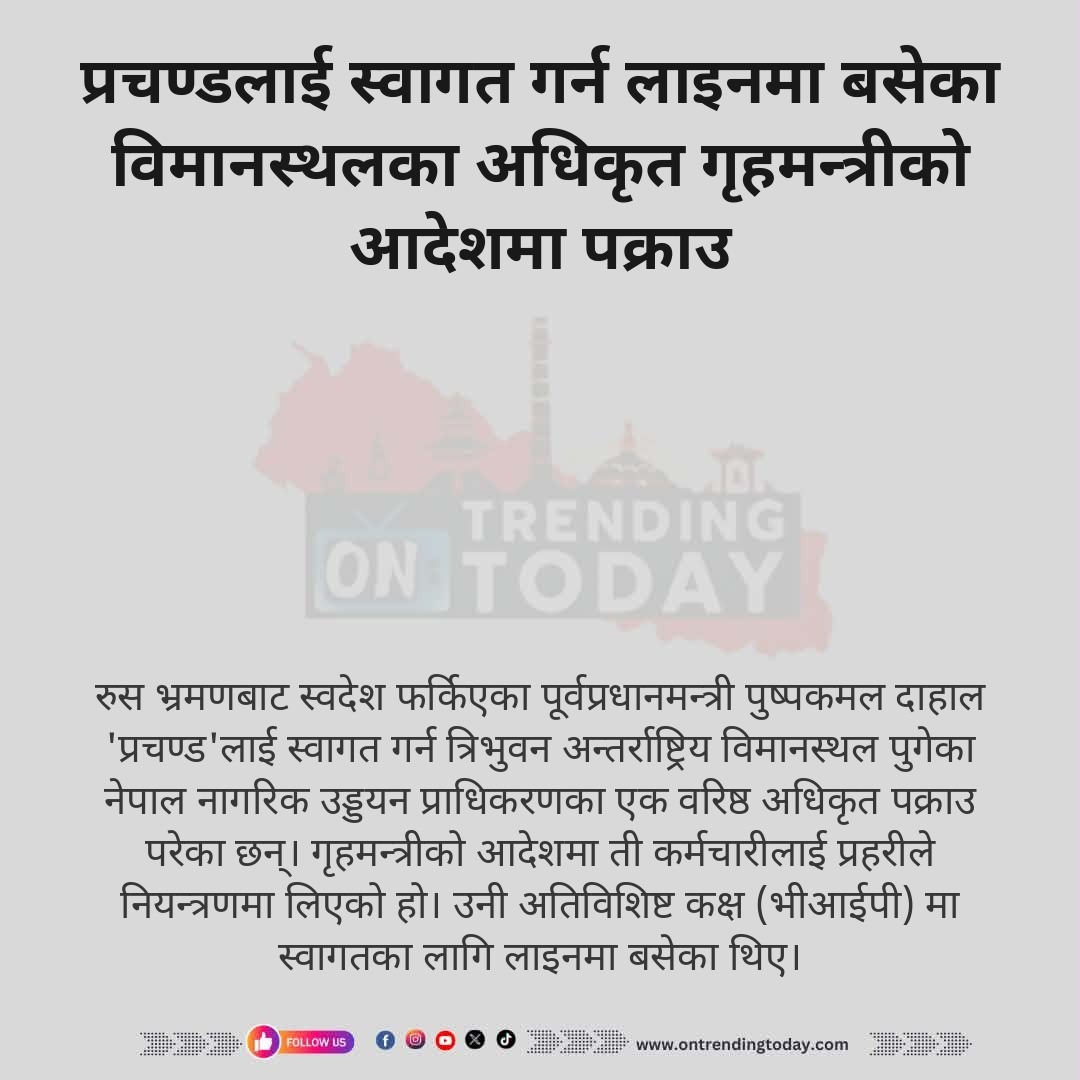 प्रचण्डलाई स्वागत गर्न लाइनमा बसेका
विमानस्थलका अधिकृत गृहमन्त्रीको
आदेशमा पक्राउ
TRENDING
ON TODAY
रुस भ्रमणबाट स्वदेश फर्किएका पूर्वप्रधानमन्त्री पुष्पकमल दाहाल
'प्रचण्ड'लाई स्वागत गर्न त्रिभुवन अन्तर्राष्ट्रिय विमानस्थल पुगेका
नेपाल नागरिक उड्डयन प्राधिकरणका एक वरिष्ठ अधिकृत पक्राउ
परेका छन्। गृहमन्त्रीको आदेशमा ती कर्मचारीलाई प्रहरीले
नियन्त्रणमा लिएको हो। उनी अतिविशिष्ट कक्ष (भीआईपी) मा
स्वागतका लागि लाइनमा बसेका थिए।
FOLLOW US www.ontrendingtoday.com